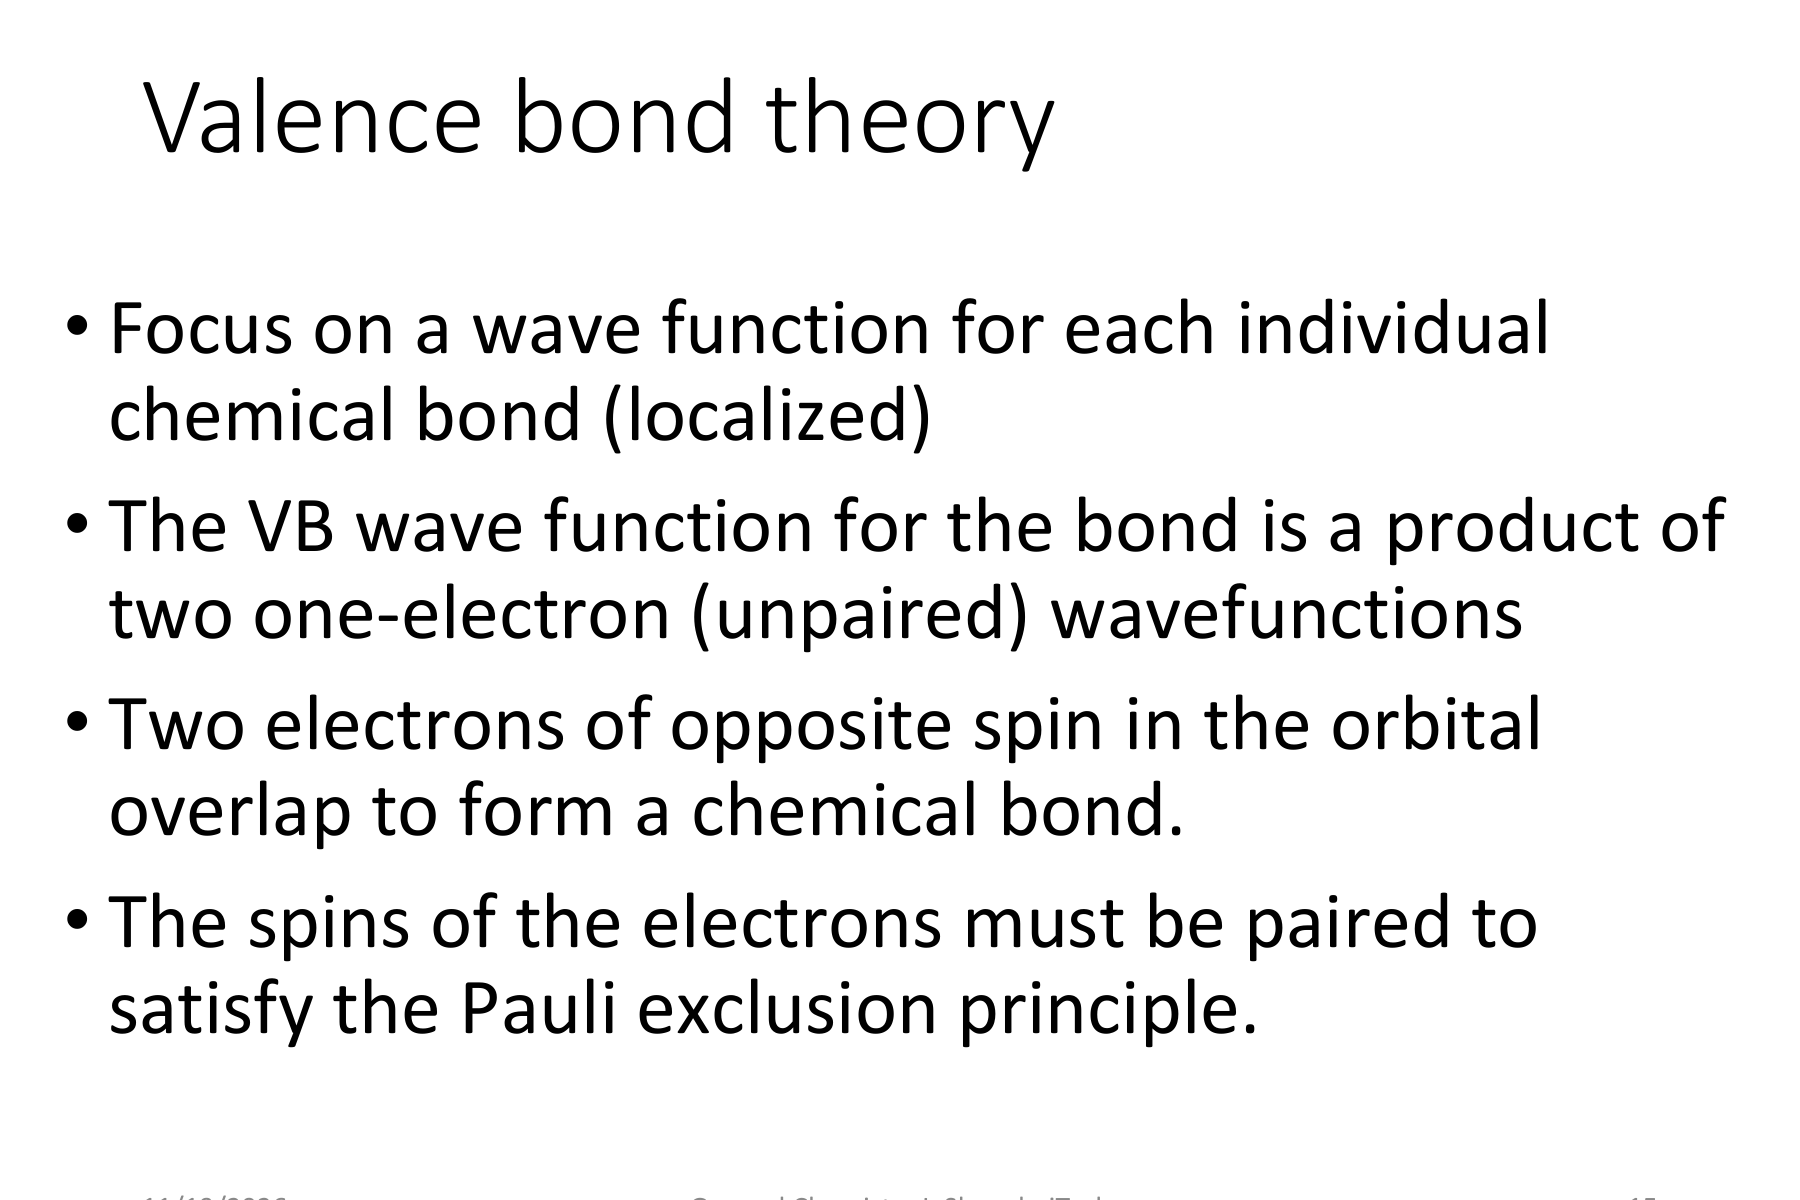 Valence bond theory
• Focus on a wave function for each individual
chemical bond (localized)
• The VB wave function for the bond is a product of
two one-electron (unpaired) wavefunctions
• Two electrons of opposite spin in the orbital
overlap to form a chemical bond.
• The spins of the electrons must be paired to
satisfy the Pauli exclusion principle.